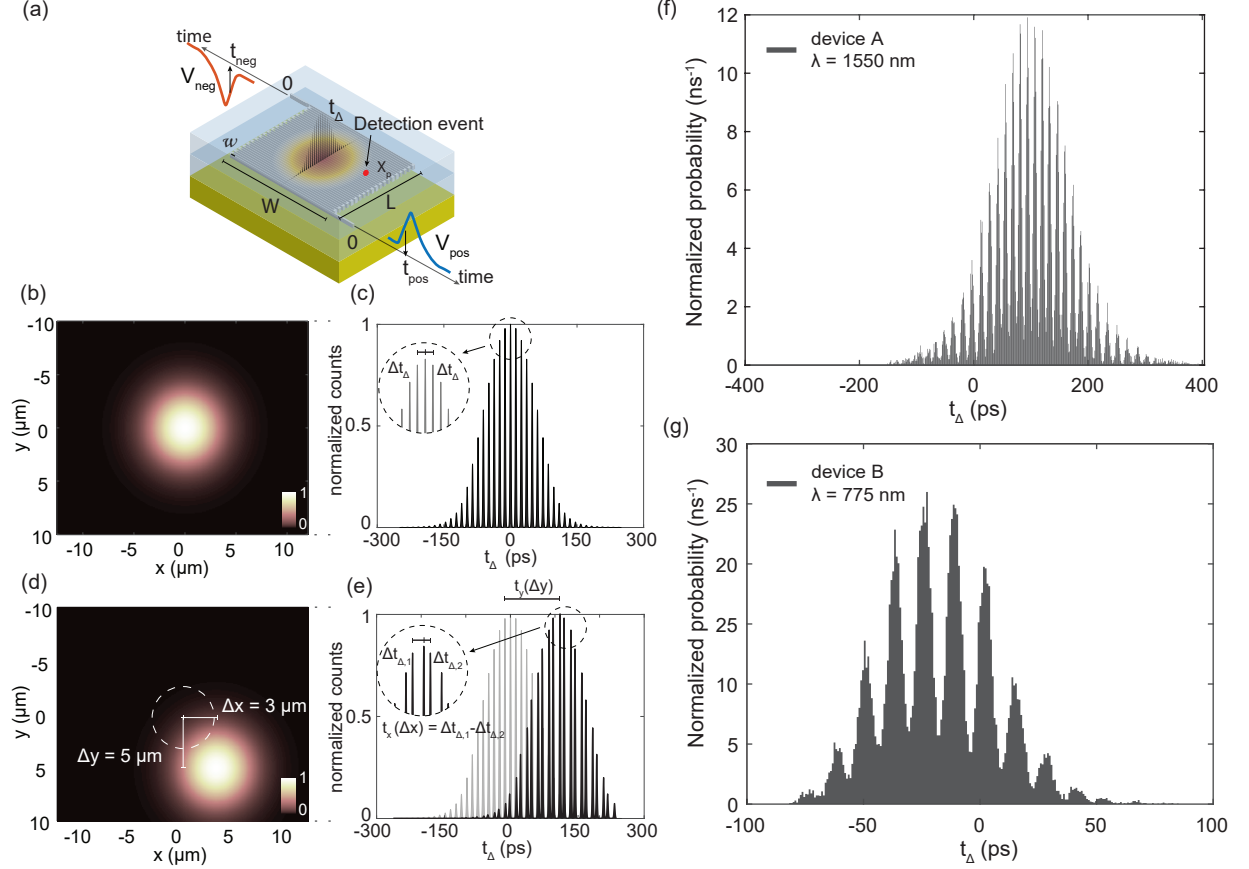 (a)
time
t_neg
V_neg
0
t_Δ
Detection event
w
X_p
W
L
0
V_pos
t_pos
time
(b)
-10
-5
0
5
10
y (μm)
-10 -5 0 5 10
x (μm)
1
0
(c)
1
0.5
0
normalized counts
Δt_Δ
Δt_Δ
-300 -150 0 150 300
t_Δ (ps)
(d)
-10
-5
0
5
10
y (μm)
Δx = 3 μm
Δy = 5 μm
-10 -5 0 5 10
x (μm)
1
0
(e)
t_y(Δy)
1
0.5
0
normalized counts
Δt_Δ,1
Δt_Δ,2
t_x (Δx) = Δt_Δ,1-Δt_Δ,2
-300 -150 0 150 300
t_Δ (ps)
(f)
12
10
8
6
4
2
0
Normalized probability (ns⁻¹)
device A
λ = 1550 nm
-400 -200 0 200 400
t_Δ (ps)
(g)
30
25
20
25
10
5
0
Normalized probability (ns⁻¹)
device B
λ = 775 nm
-100 -50 0 50 100
t_Δ (ps)